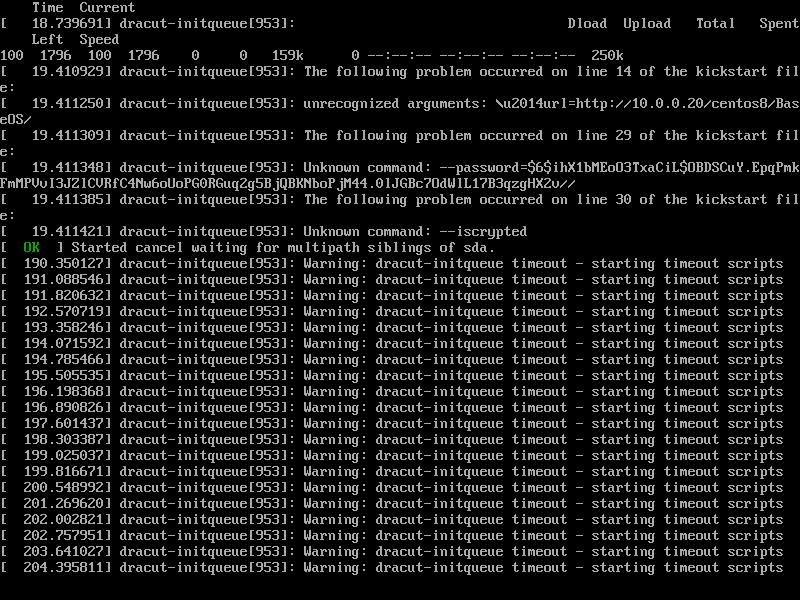 Time  Current
[   18.739691] dracut-initqueue[953]:                                  Dload  Upload   Total   Spent
    Left  Speed
100  1796  100  1796    0     0   159k      0 --:--:-- --:--:-- --:--:--  250k
[   19.410929] dracut-initqueue[953]: The following problem occurred on line 14 of the kickstart fil
e:
[   19.411250] dracut-initqueue[953]: unrecognized arguments: \u2014url=http://10.0.0.20/centos8/Bas
eOS/
[   19.411309] dracut-initqueue[953]: The following problem occurred on line 29 of the kickstart fil
e:
[   19.411348] dracut-initqueue[953]: Unknown command: --password=$6$ihX1bMEoO3TxaCiL$OBDSCuY.EpqPmk
FmMPVvI3JZlCVRfC4Nw6oUoPG0RGuq2g5BjQBKNboPjM44.0lJGBc7OdWlL17B3qzgHX2v//
[   19.411385] dracut-initqueue[953]: The following problem occurred on line 30 of the kickstart fil
e:
[   19.411421] dracut-initqueue[953]: Unknown command: --iscrypted
[  OK  ] Started cancel waiting for multipath siblings of sda.
[  190.350127] dracut-initqueue[953]: Warning: dracut-initqueue timeout - starting timeout scripts
[  191.088546] dracut-initqueue[953]: Warning: dracut-initqueue timeout - starting timeout scripts
[  191.820632] dracut-initqueue[953]: Warning: dracut-initqueue timeout - starting timeout scripts
[  192.570719] dracut-initqueue[953]: Warning: dracut-initqueue timeout - starting timeout scripts
[  193.358246] dracut-initqueue[953]: Warning: dracut-initqueue timeout - starting timeout scripts
[  194.071592] dracut-initqueue[953]: Warning: dracut-initqueue timeout - starting timeout scripts
[  194.785466] dracut-initqueue[953]: Warning: dracut-initqueue timeout - starting timeout scripts
[  195.505535] dracut-initqueue[953]: Warning: dracut-initqueue timeout - starting timeout scripts
[  196.198368] dracut-initqueue[953]: Warning: dracut-initqueue timeout - starting timeout scripts
[  196.890826] dracut-initqueue[953]: Warning: dracut-initqueue timeout - starting timeout scripts
[  197.601437] dracut-initqueue[953]: Warning: dracut-initqueue timeout - starting timeout scripts
[  198.303387] dracut-initqueue[953]: Warning: dracut-initqueue timeout - starting timeout scripts
[  199.025037] dracut-initqueue[953]: Warning: dracut-initqueue timeout - starting timeout scripts
[  199.816671] dracut-initqueue[953]: Warning: dracut-initqueue timeout - starting timeout scripts
[  200.548992] dracut-initqueue[953]: Warning: dracut-initqueue timeout - starting timeout scripts
[  201.269620] dracut-initqueue[953]: Warning: dracut-initqueue timeout - starting timeout scripts
[  202.002821] dracut-initqueue[953]: Warning: dracut-initqueue timeout - starting timeout scripts
[  202.757951] dracut-initqueue[953]: Warning: dracut-initqueue timeout - starting timeout scripts
[  203.641027] dracut-initqueue[953]: Warning: dracut-initqueue timeout - starting timeout scripts
[  204.395811] dracut-initqueue[953]: Warning: dracut-initqueue timeout - starting timeout scripts